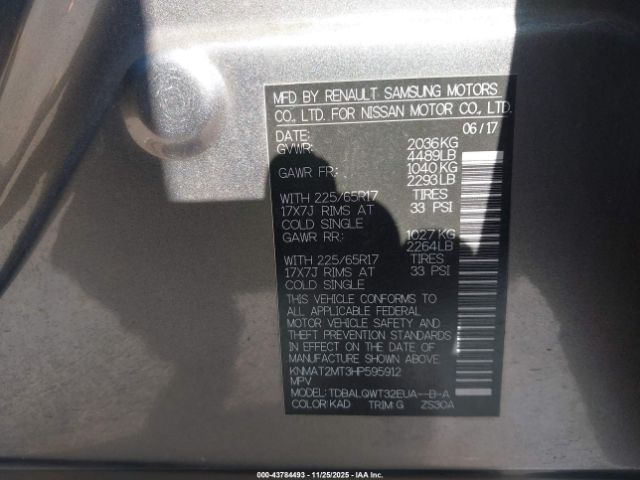 MFD BY RENAULT SAMSUNG MOTORS
CO., LTD. FOR NISSAN MOTOR CO., LTD.
DATE: 06/17
GVWR: 2036KG
4489LB
GAWR FR: 1040KG
2293LB
WITH 225/65R17 TIRES
17X7J RIMS AT 33 PSI
COLD SINGLE
GAWR RR: 1027KG
2264LB
WITH 225/65R17 TIRES
17X7J RIMS AT 33 PSI
COLD SINGLE
THIS VEHICLE CONFORMS TO
ALL APPLICABLE FEDERAL
MOTOR VEHICLE SAFETY AND THEFT
PREVENTION STANDARDS
IN EFFECT ON THE DATE OF
MANUFACTURE SHOWN ABOVE.
KNMAT2MT3HP595912
MPV
MODEL: TDBALQWT32EUA--B-A
COLOR: KAD TRIM: G ZS30A
000-43784493 - 11/25/2025 - IAA Inc.